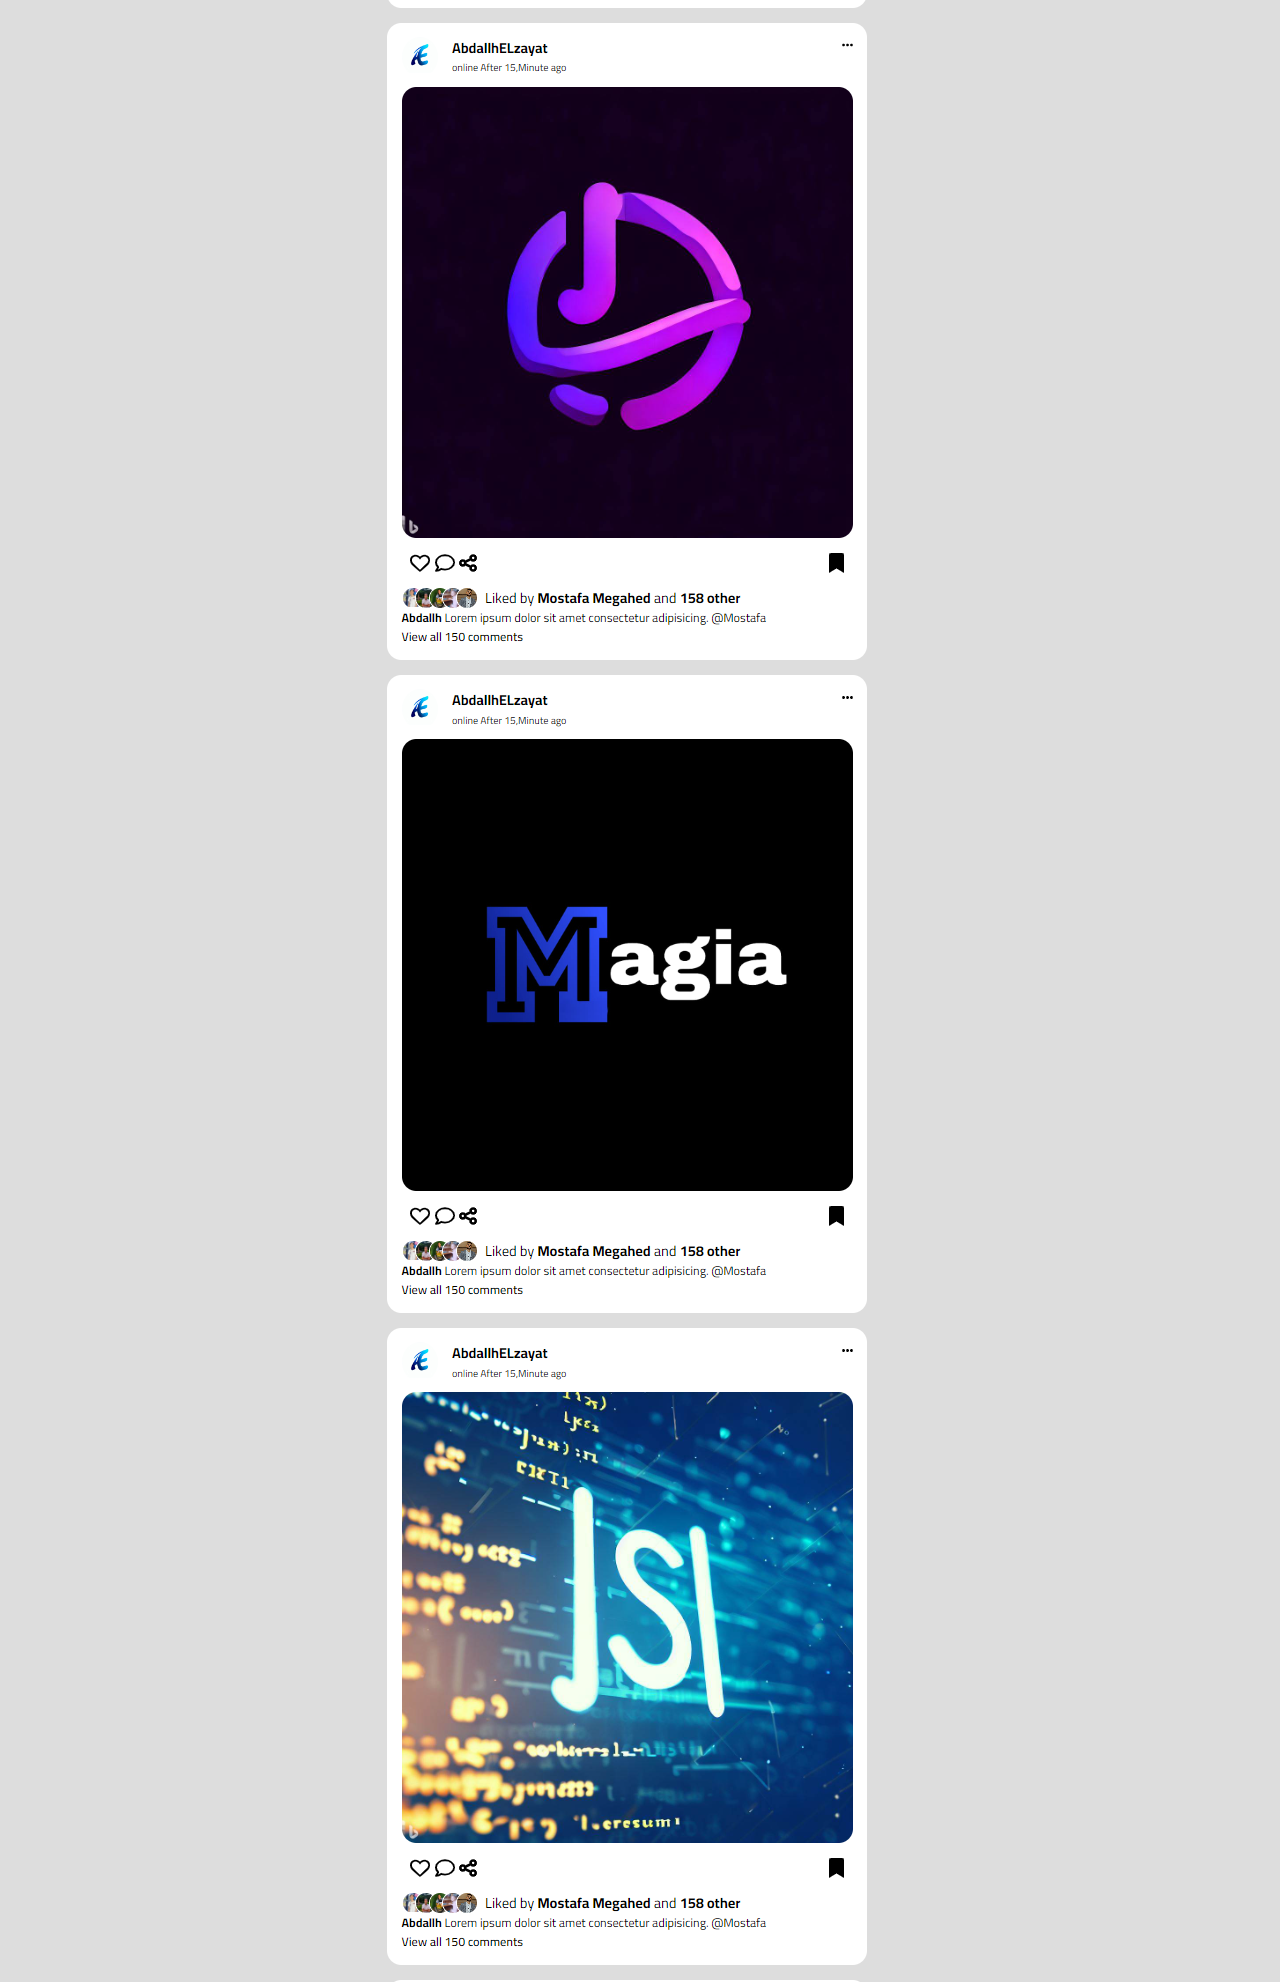 AbdallhELzayat
online After 15,Minute ago
Liked by Mostafa Megahed and 158 other
Abdallh Lorem ipsum dolor sit amet consectetur adipisicing. @Mostafa
View all 150 comments
AbdallhELzayat
online After 15,Minute ago
Magia
Liked by Mostafa Megahed and 158 other
Abdallh Lorem ipsum dolor sit amet consectetur adipisicing. @Mostafa
View all 150 comments
AbdallhELzayat
online After 15,Minute ago
JS|
Liked by Mostafa Megahed and 158 other
Abdallh Lorem ipsum dolor sit amet consectetur adipisicing. @Mostafa
View all 150 comments